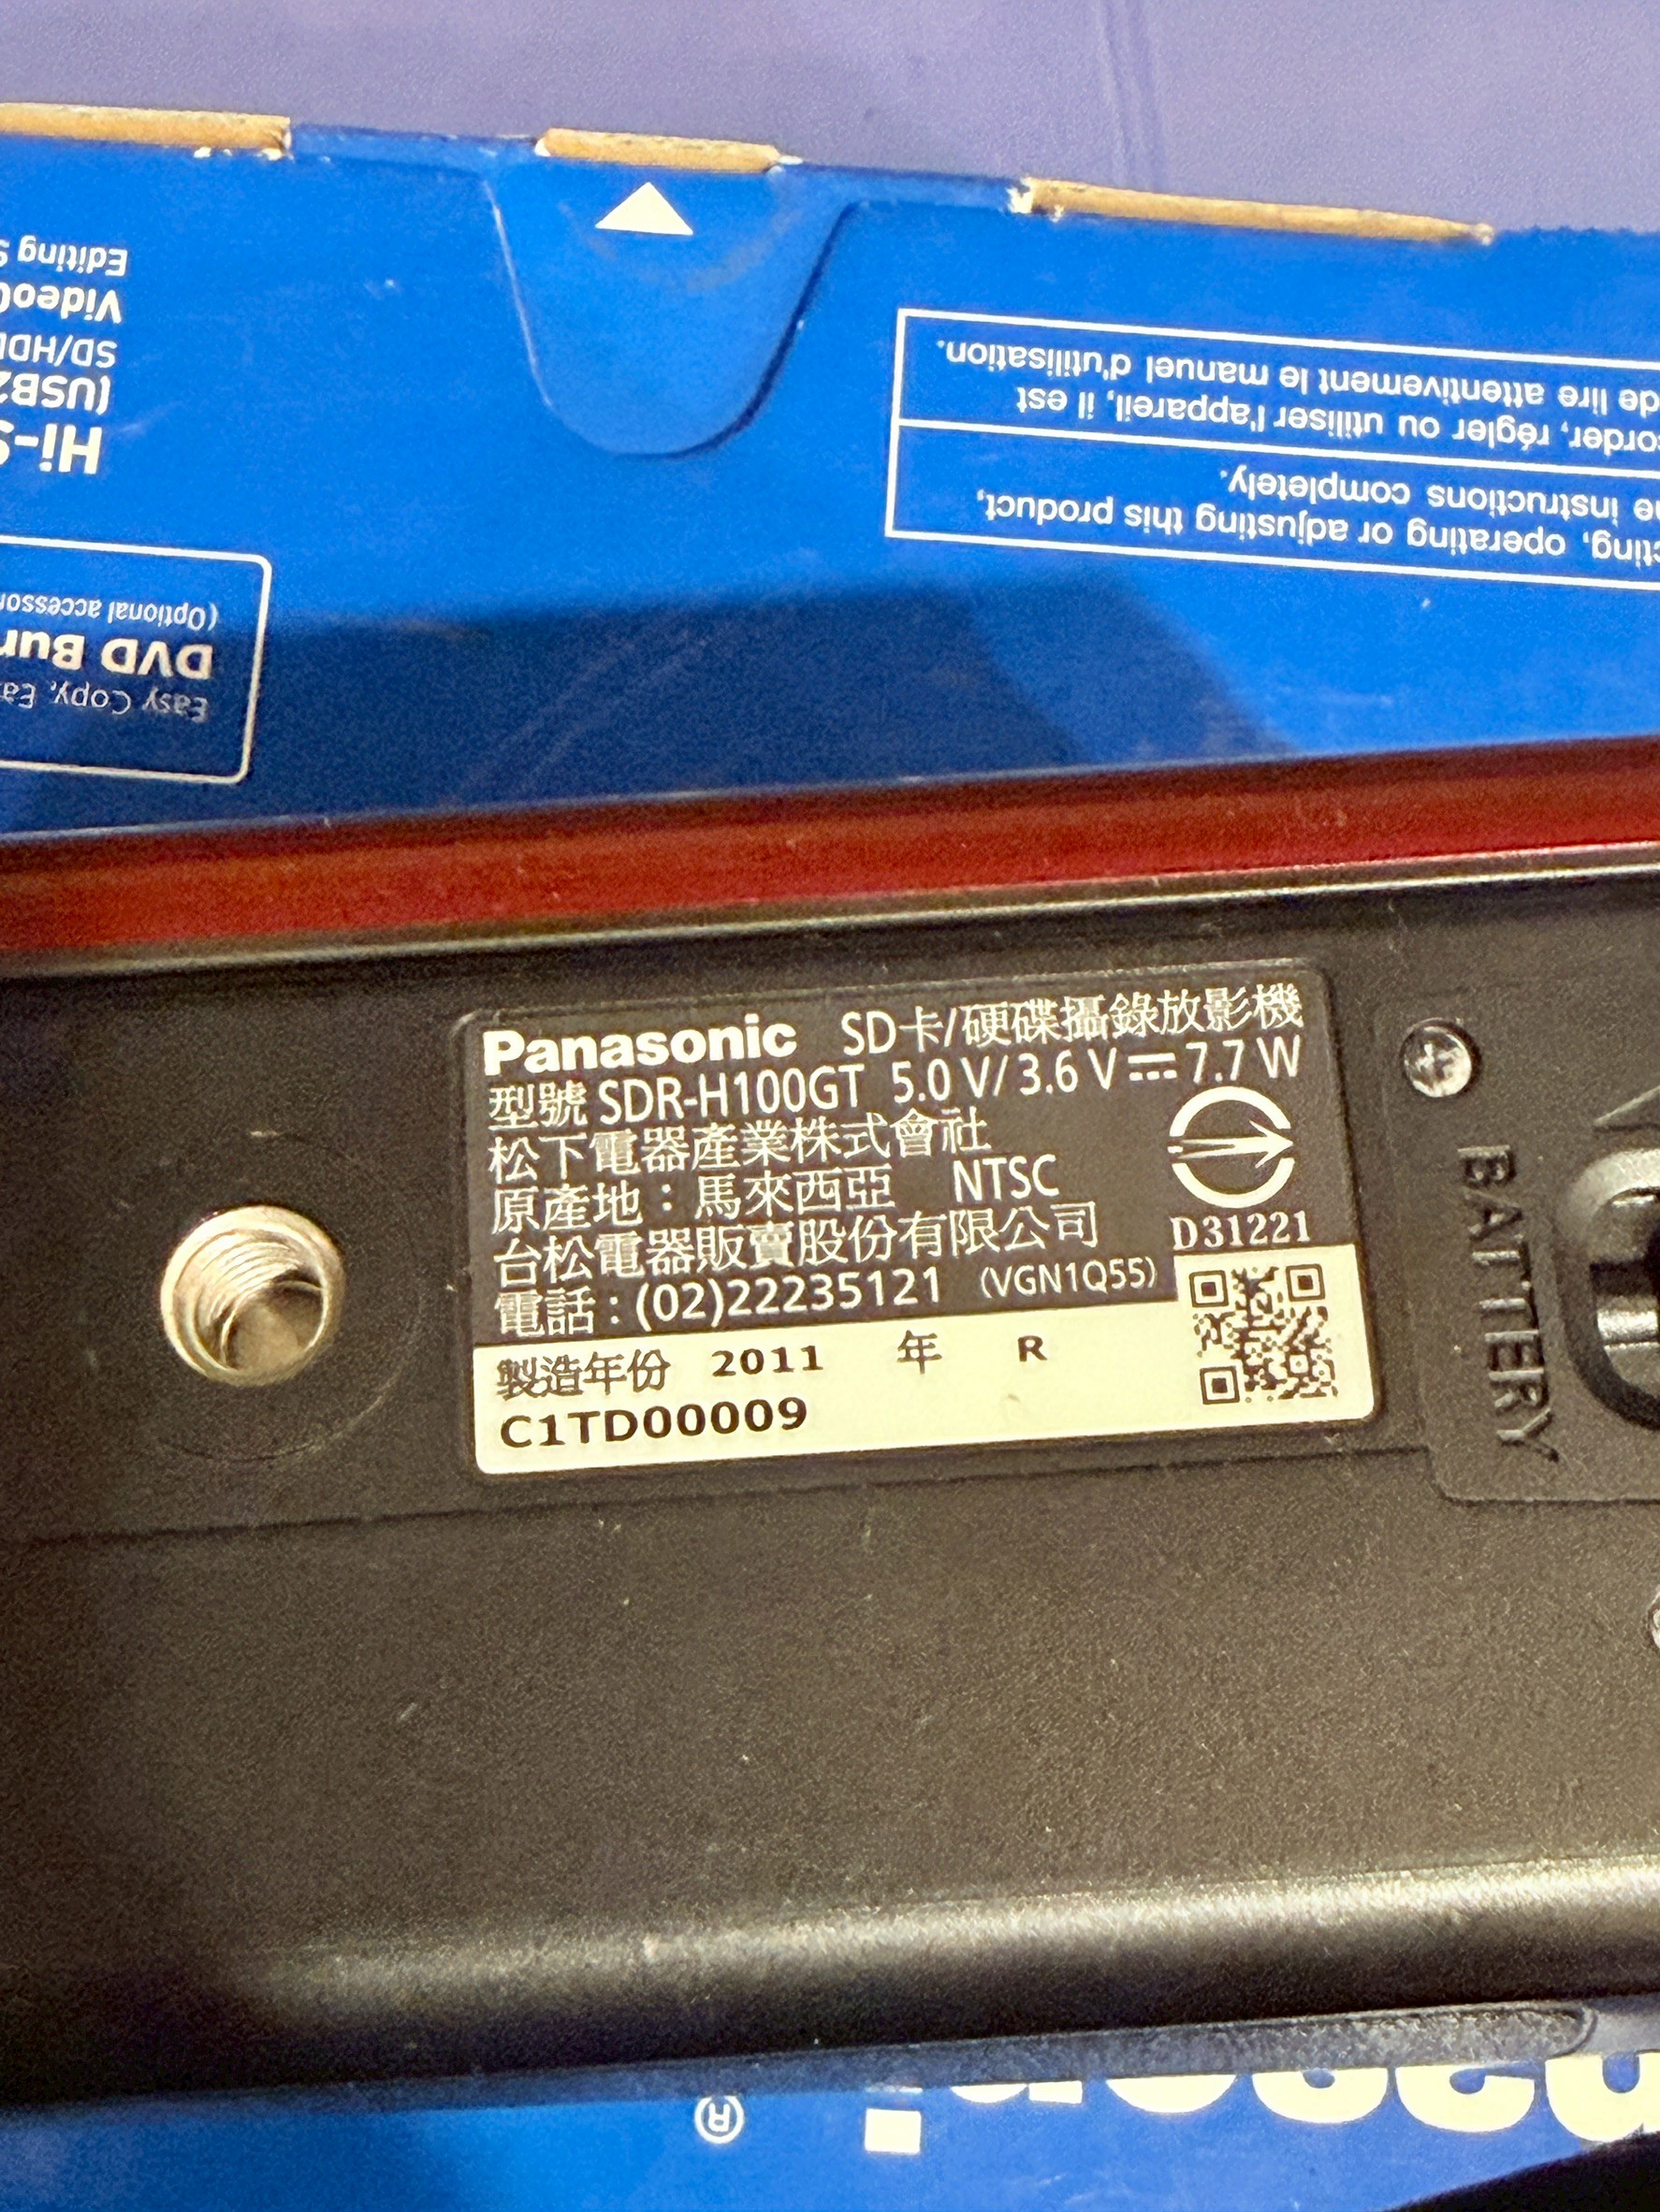 Editing
Video
SD/HD
(USB2
Hi-S
(Optional accessor
DVD Bur
Easy Copy, Ea
de lire attentivement le manuel d'utilisation.
order, régler ou utiliser l'appareil, il est
e instructions completely.
cting, operating or adjusting this product,
Panasonic SD卡/硬碟攝錄放影機
型號 SDR-H100GT 5.0 V/ 3.6 V 7.7 W
松下電器產業株式會社
原產地：馬來西亞 NTSC
台松電器販賣股份有限公司
D31221
電話：(02)22235121 (VGN1Q55)
製造年份 2011 年 R
C1TD00009
BATTERY
®